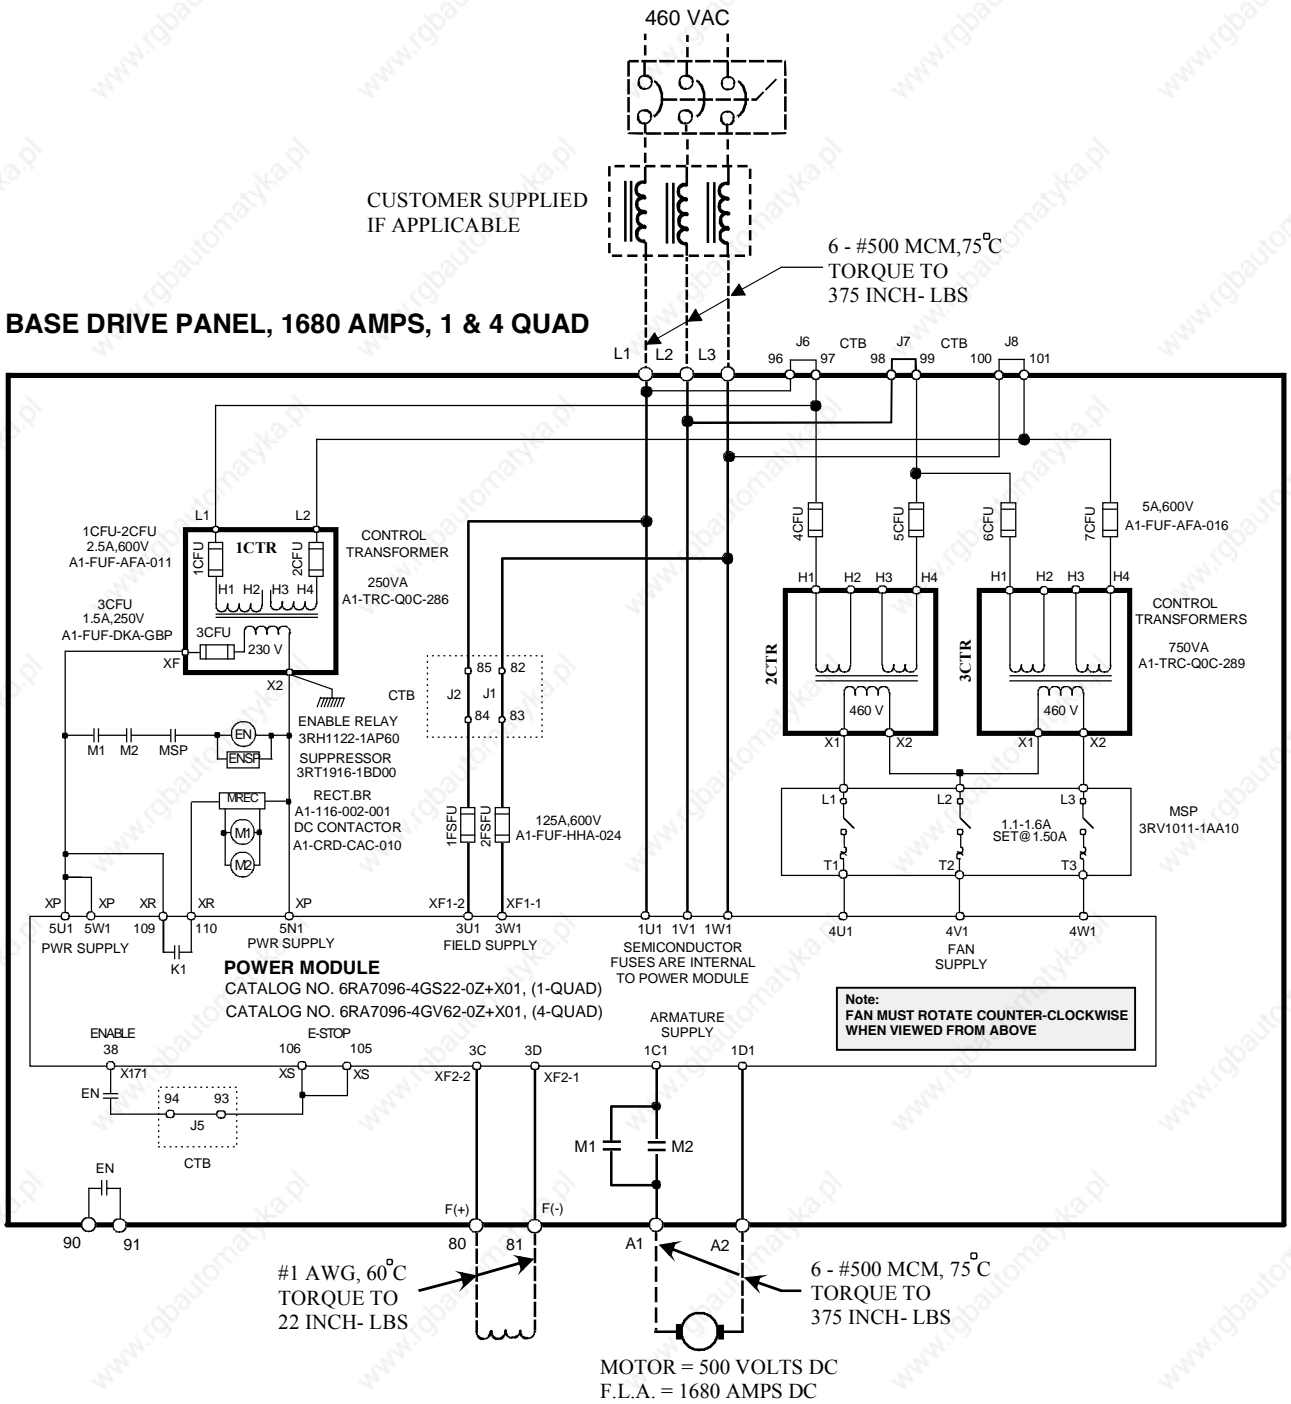 460 VAC
CUSTOMER SUPPLIED
IF APPLICABLE
6 - #500 MCM,75°C
TORQUE TO
375 INCH- LBS
BASE DRIVE PANEL, 1680 AMPS, 1 & 4 QUAD
L1 L2 L3
J6 CTB J7 CTB J8
96 97 98 99 100 101
L1 L2
1CFU-2CFU
2.5A,600V
A1-FUF-AFA-011
1CFU
1CTR
2CFU
CONTROL
TRANSFORMER
250VA
A1-TRC-Q0C-286
H1 H2 H3 H4
3CFU
1.5A,250V
A1-FUF-DKA-GBP
3CFU
230 V
XF
X2
4CFU
5CFU
6CFU
7CFU
5A,600V
A1-FUF-AFA-016
H1 H2 H3 H4
H1 H2 H3 H4
2CTR
3CTR
CONTROL
TRANSFORMERS
750VA
A1-TRC-Q0C-289
460 V
460 V
X1 X2
X1 X2
85 82
CTB
J2 J1
84 83
ENABLE RELAY
3RH1122-1AP60
SUPPRESSOR
3RT1916-1BD00
M1 M2 MSP
EN
ENSP
MREC
M1
M2
RECT.BR
A1-116-002-001
DC CONTACTOR
A1-CRD-CAC-010
1FSFU
2FSFU
125A,600V
A1-FUF-HHA-024
L1 L2 L3
1.1-1.6A
SET@1.50A
T1 T2 T3
MSP
3RV1011-1AA10
XP XP XR XR XP XF1-2 XF1-1
5U1 5W1 109 110 5N1 3U1 3W1 1U1 1V1 1W1 4U1 4V1 4W1
PWR SUPPLY
K1
PWR SUPPLY
FIELD SUPPLY
SEMICONDUCTOR
FUSES ARE INTERNAL
TO POWER MODULE
FAN
SUPPLY
POWER MODULE
CATALOG NO. 6RA7096-4GS22-0Z+X01, (1-QUAD)
CATALOG NO. 6RA7096-4GV62-0Z+X01, (4-QUAD)
Note:
FAN MUST ROTATE COUNTER-CLOCKWISE
WHEN VIEWED FROM ABOVE
ENABLE
38
E-STOP
106 105
3C 3D
ARMATURE
SUPPLY
1C1 1D1
X171
XS XS
XF2-2 XF2-1
EN
94 93
J5
CTB
M1 M2
EN
90 91
F(+) F(-)
80 81
A1 A2
#1 AWG, 60°C
TORQUE TO
22 INCH- LBS
6 - #500 MCM, 75°C
TORQUE TO
375 INCH- LBS
MOTOR = 500 VOLTS DC
F.L.A. = 1680 AMPS DC
www.rgbautomatyka.pl